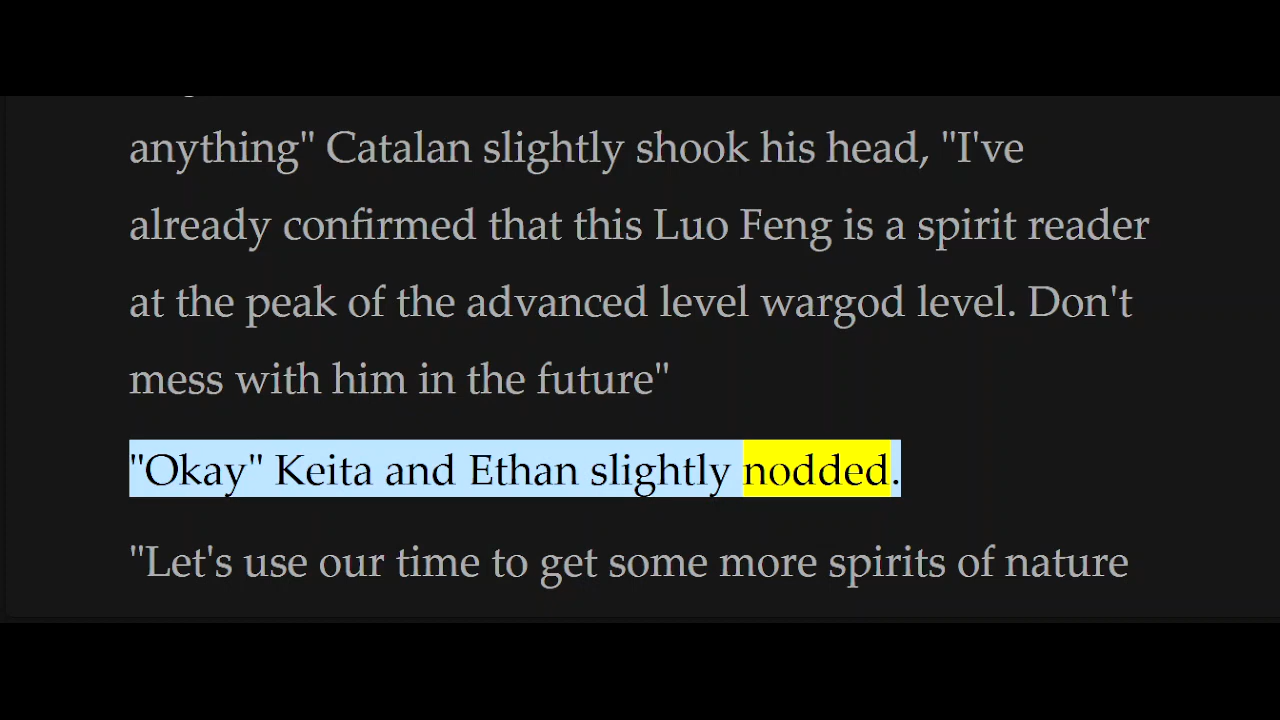 anything" Catalan slightly shook his head, "I've
already confirmed that this Luo Feng is a spirit reader
at the peak of the advanced level wargod level. Don't
mess with him in the future"
"Okay" Keita and Ethan slightly nodded.
"Let's use our time to get some more spirits of nature